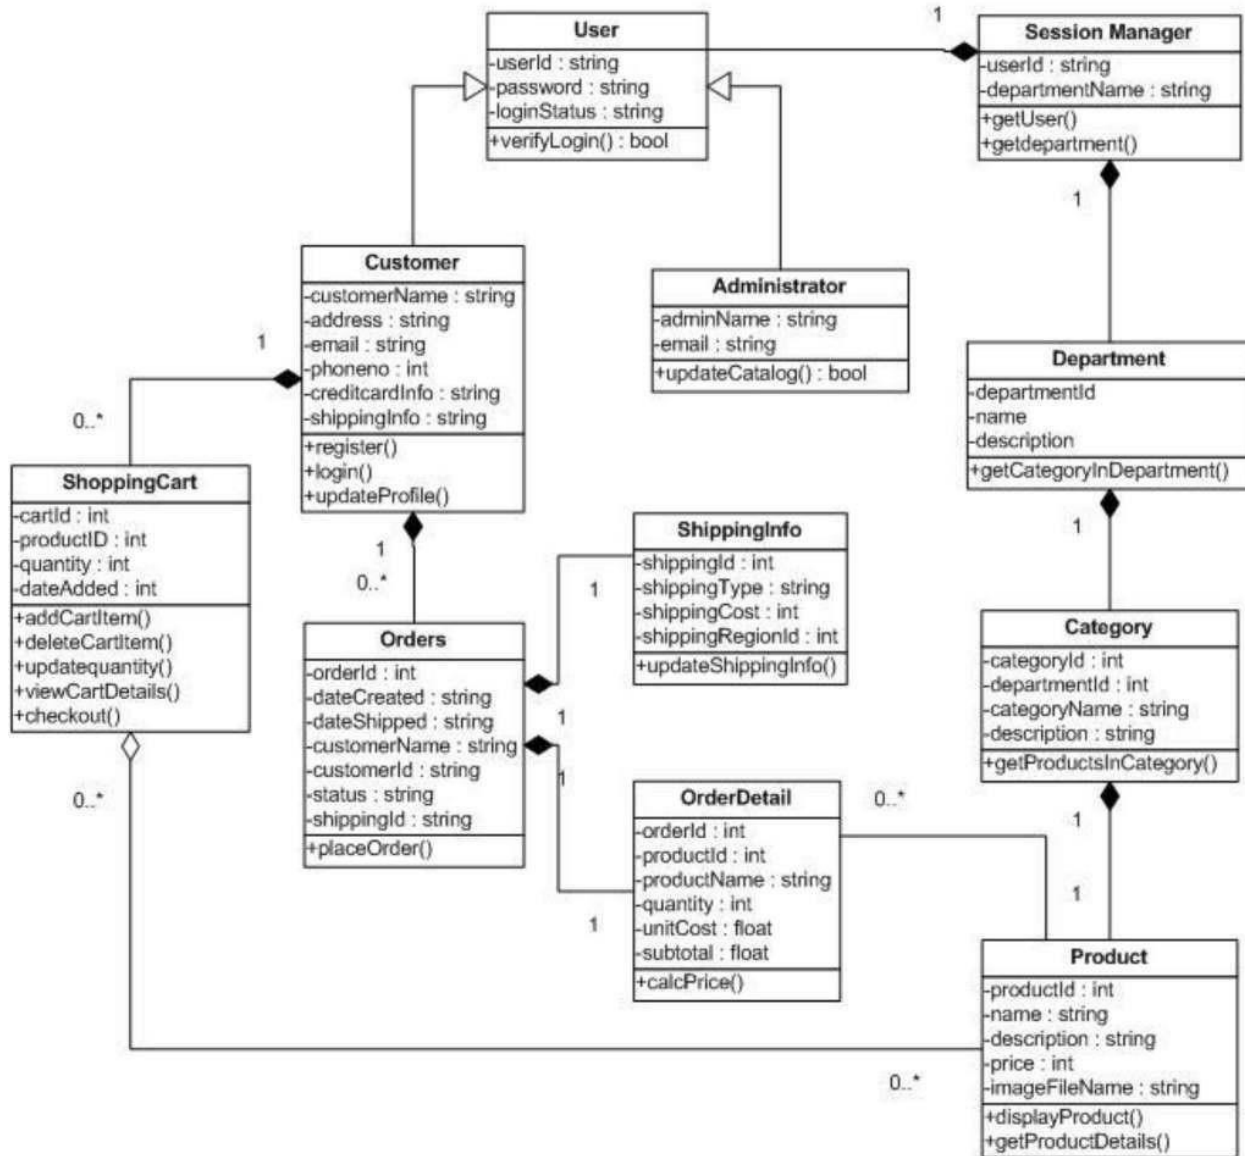 User
-userId : string
-password : string
-loginStatus : string
+verifyLogin() : bool
1
Session Manager
-userId : string
-departmentName : string
+getUser()
+getdepartment()
1
Customer
-customerName : string
-address : string
-email : string
-phoneno : int
-creditcardInfo : string
-shippingInfo : string
+register()
+login()
+updateProfile()
Administrator
-adminName : string
-email : string
+updateCatalog() : bool
Department
-departmentId
-name
-description
+getCategoryInDepartment()
1
1
0..*
ShoppingCart
-cartId : int
-productID : int
-quantity : int
-dateAdded : int
+addCartItem()
+deleteCartItem()
+updatequantity()
+viewCartDetails()
+checkout()
0..*
1
0..*
Orders
-orderId : int
-dateCreated : string
-dateShipped : string
-customerName : string
-customerId : string
-status : string
-shippingId : string
+placeOrder()
1
1
1
1
ShippingInfo
-shippingId : int
-shippingType : string
-shippingCost : int
-shippingRegionId : int
+updateShippingInfo()
Category
-categoryId : int
-departmentId : int
-categoryName : string
-description : string
+getProductsInCategory()
1
1
OrderDetail
-orderId : int
-productId : int
-productName : string
-quantity : int
-unitCost : float
-subtotal : float
+calcPrice()
0..*
Product
-productId : int
-name : string
-description : string
-price : int
-imageFileName : string
+displayProduct()
+getProductDetails()
0..*